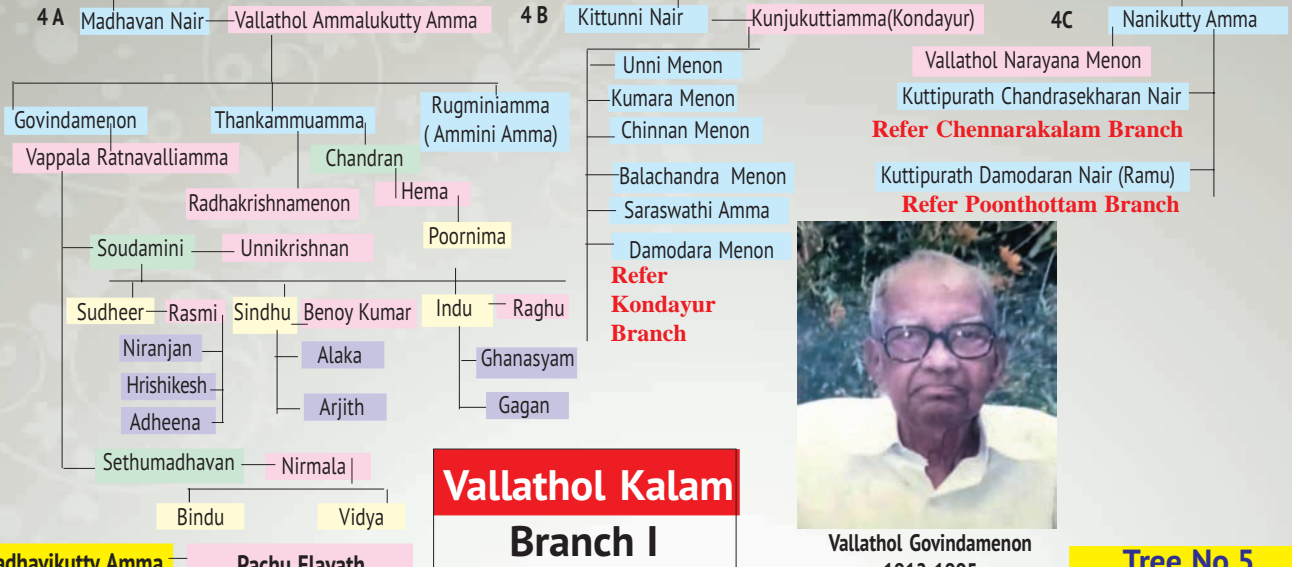 4 A
Madhavan Nair
Vallathol Ammalukutty Amma
4 B
Kittunni Nair
Kunjukuttiamma(Kondayur)
4C
Nanikutty Amma
Govindamenon
Vappala Ratnavalliamma
Thankammuamma
Radhakrishnamenon
Chandran
Hema
Poornima
Rugminiamma
( Ammini Amma)
Soudamini
Unnikrishnan
Sudheer
Rasmi
Niranjan
Hrishikesh
Adheena
Sindhu
Benoy Kumar
Alaka
Arjith
Indu
Raghu
Ghanasyam
Gagan
Sethumadhavan
Nirmala
Bindu
Vidya
Unni Menon
Kumara Menon
Chinnan Menon
Balachandra Menon
Saraswathi Amma
Damodara Menon
Refer
Kondayur
Branch
Vallathol Narayana Menon
Kuttipurath Chandrasekharan Nair
Refer Chennarakalam Branch
Kuttipurath Damodaran Nair (Ramu)
Refer Poonthottam Branch
Vallathol Kalam
Branch I
Vallathol Govindamenon
Amma
Pachu Elayath
Tree No 5